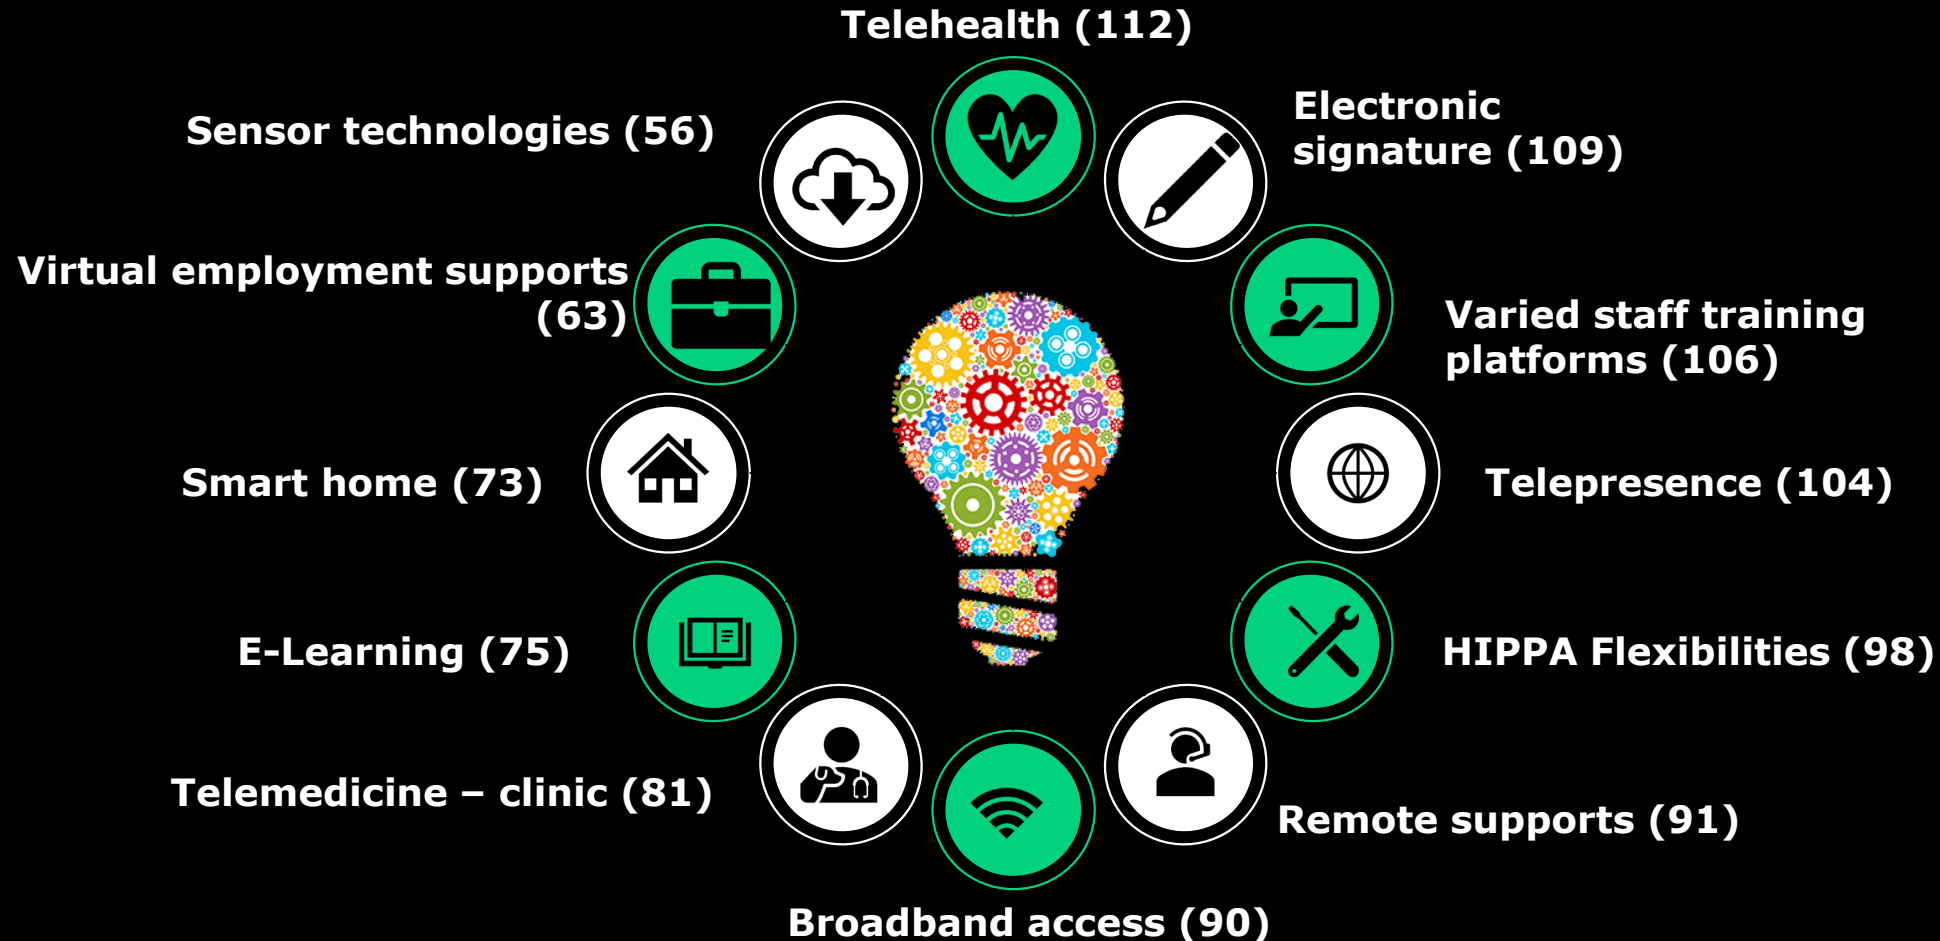 Telehealth (112)
Electronic
signature (109)
Varied staff training
platforms (106)
Telepresence (104)
HIPPA Flexibilities (98)
Remote supports (91)
Broadband access (90)
Telemedicine – clinic (81)
E-Learning (75)
Smart home (73)
Virtual employment supports
(63)
Sensor technologies (56)